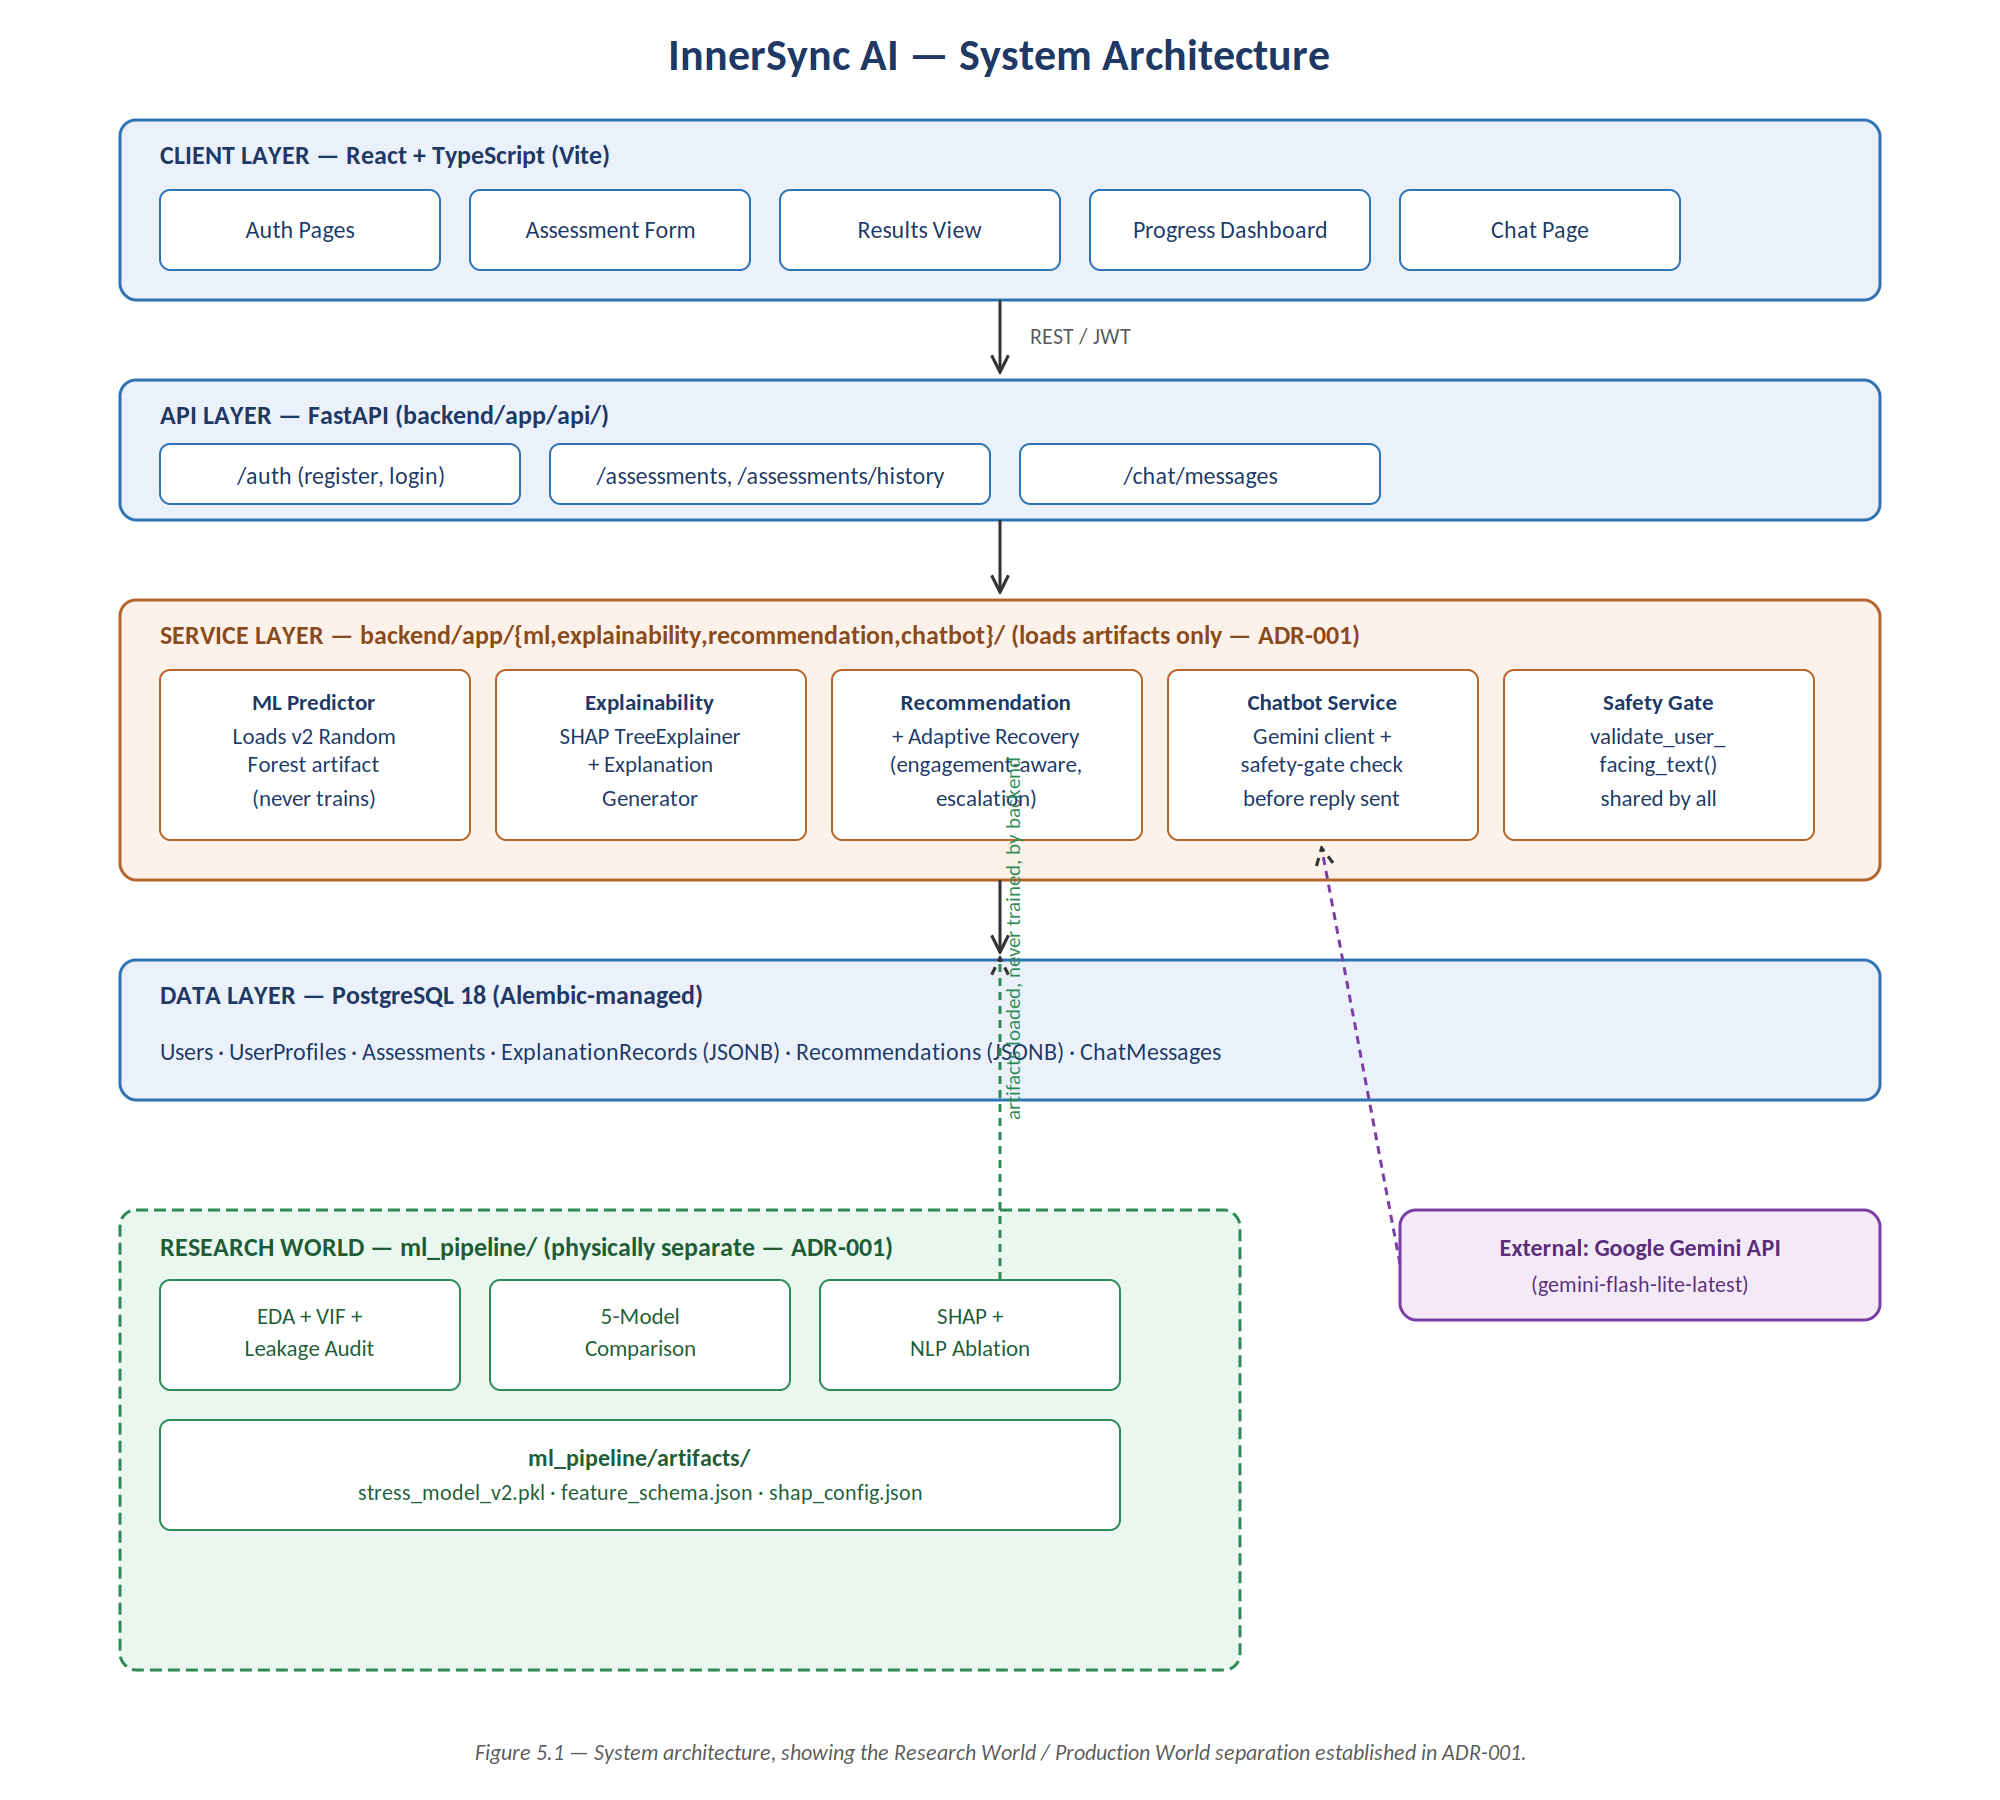 InnerSync AI — System Architecture
CLIENT LAYER — React + TypeScript (Vite)
Auth Pages
Assessment Form
Results View
Progress Dashboard
Chat Page
REST / JWT
API LAYER — FastAPI (backend/app/api/)
/auth (register, login)
/assessments, /assessments/history
/chat/messages
SERVICE LAYER — backend/app/{ml,explainability,recommendation,chatbot}/ (loads artifacts only — ADR-001)
ML Predictor
Loads v2 Random
Forest artifact
(never trains)
Explainability
SHAP TreeExplainer
+ Explanation
Generator
Recommendation
+ Adaptive Recovery
(engagement-aware,
escalation)
Chatbot Service
Gemini client +
safety-gate check
before reply sent
Safety Gate
validate_user_
facing_text()
shared by all
artifacts loaded, never trained, by backend
DATA LAYER — PostgreSQL 18 (Alembic-managed)
Users · UserProfiles · Assessments · ExplanationRecords (JSONB) · Recommendations (JSONB) · ChatMessages
RESEARCH WORLD — ml_pipeline/ (physically separate — ADR-001)
EDA + VIF +
Leakage Audit
5-Model
Comparison
SHAP +
NLP Ablation
ml_pipeline/artifacts/
stress_model_v2.pkl · feature_schema.json · shap_config.json
External: Google Gemini API
(gemini-flash-lite-latest)
Figure 5.1 — System architecture, showing the Research World / Production World separation established in ADR-001.